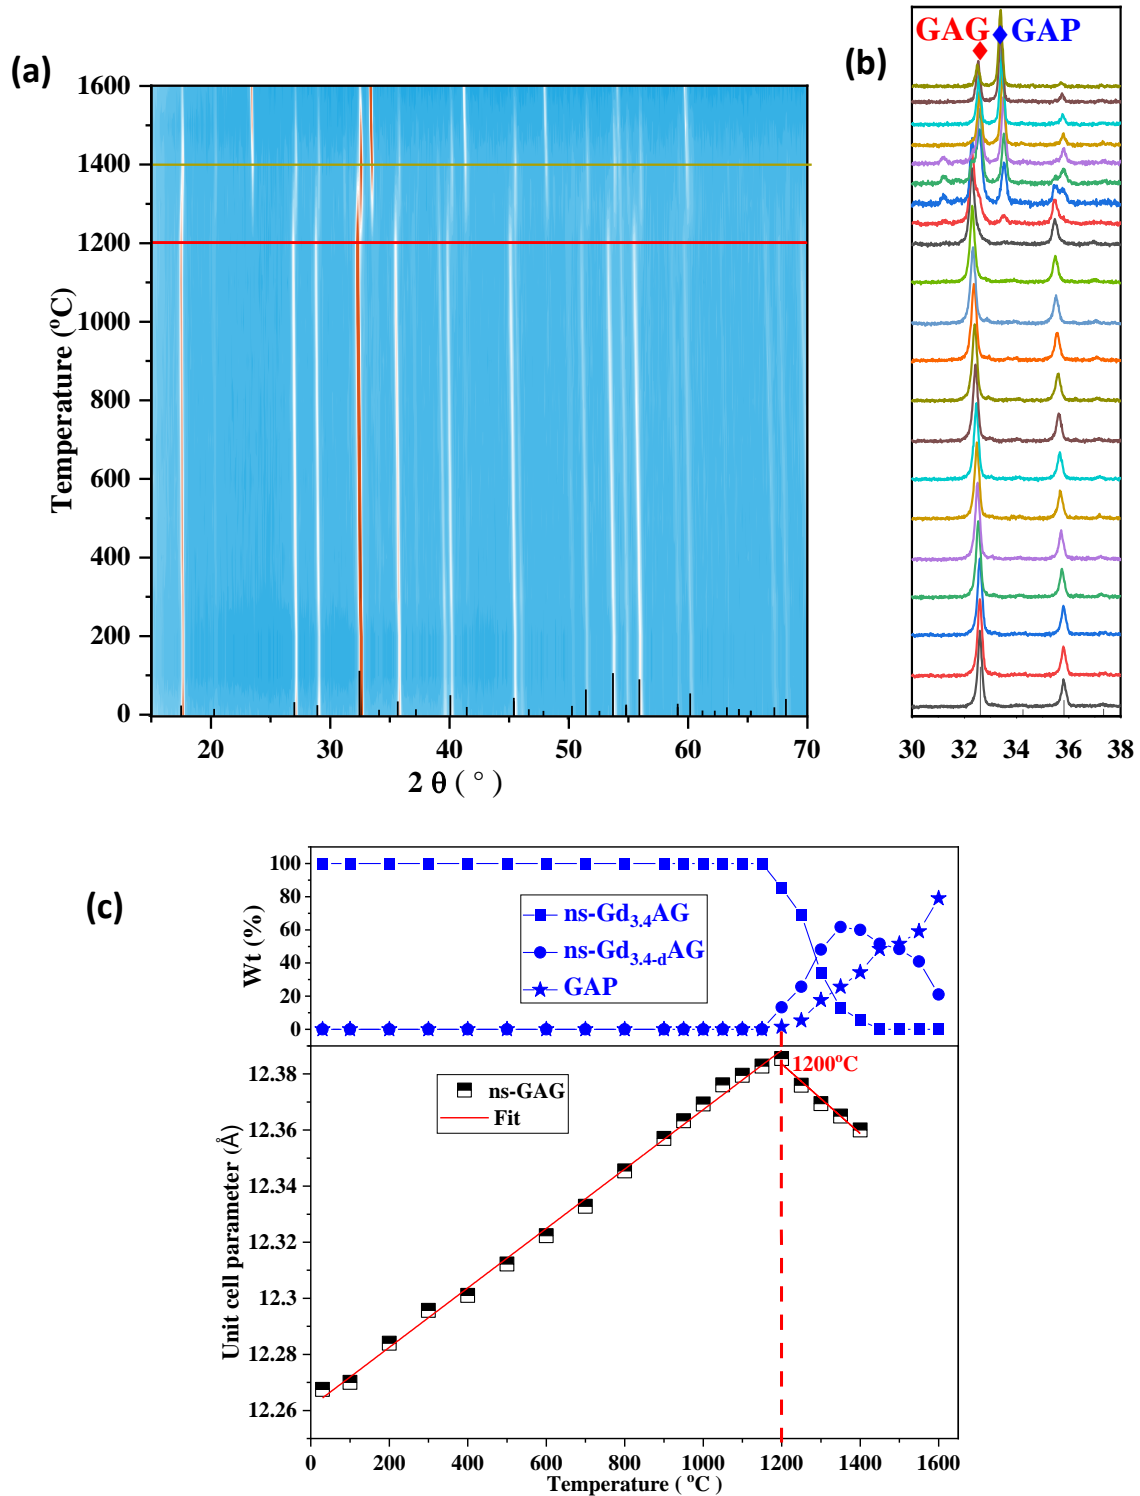 (a)
Temperature (°C)
1600
1400
1200
1000
800
600
400
200
0
20 30 40 50 60 70
2 θ ( ° )
(b)
GAG GAP
30 32 34 36 38
(c)
Wt (%)
100
80
60
40
20
0
ns-Gd3.4AG
ns-Gd3.4-dAG
GAP
Unit cell parameter (Å)
12.38
12.36
12.34
12.32
12.3
12.28
12.26
1200°C
ns-GAG
Fit
0 200 400 600 800 1000 1200 1400 1600
Temperature ( °C)